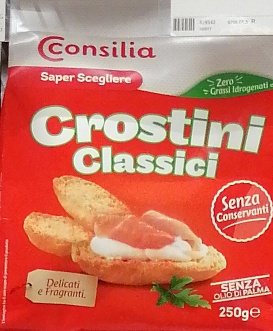 Consilia
Saper Scegliere
Zero
Grassi Idrogenati e
Crostini
Classici
Senza
Conservanti
Delicati
e Fragranti.
SENZA
OLIO DI PALMA
250g e